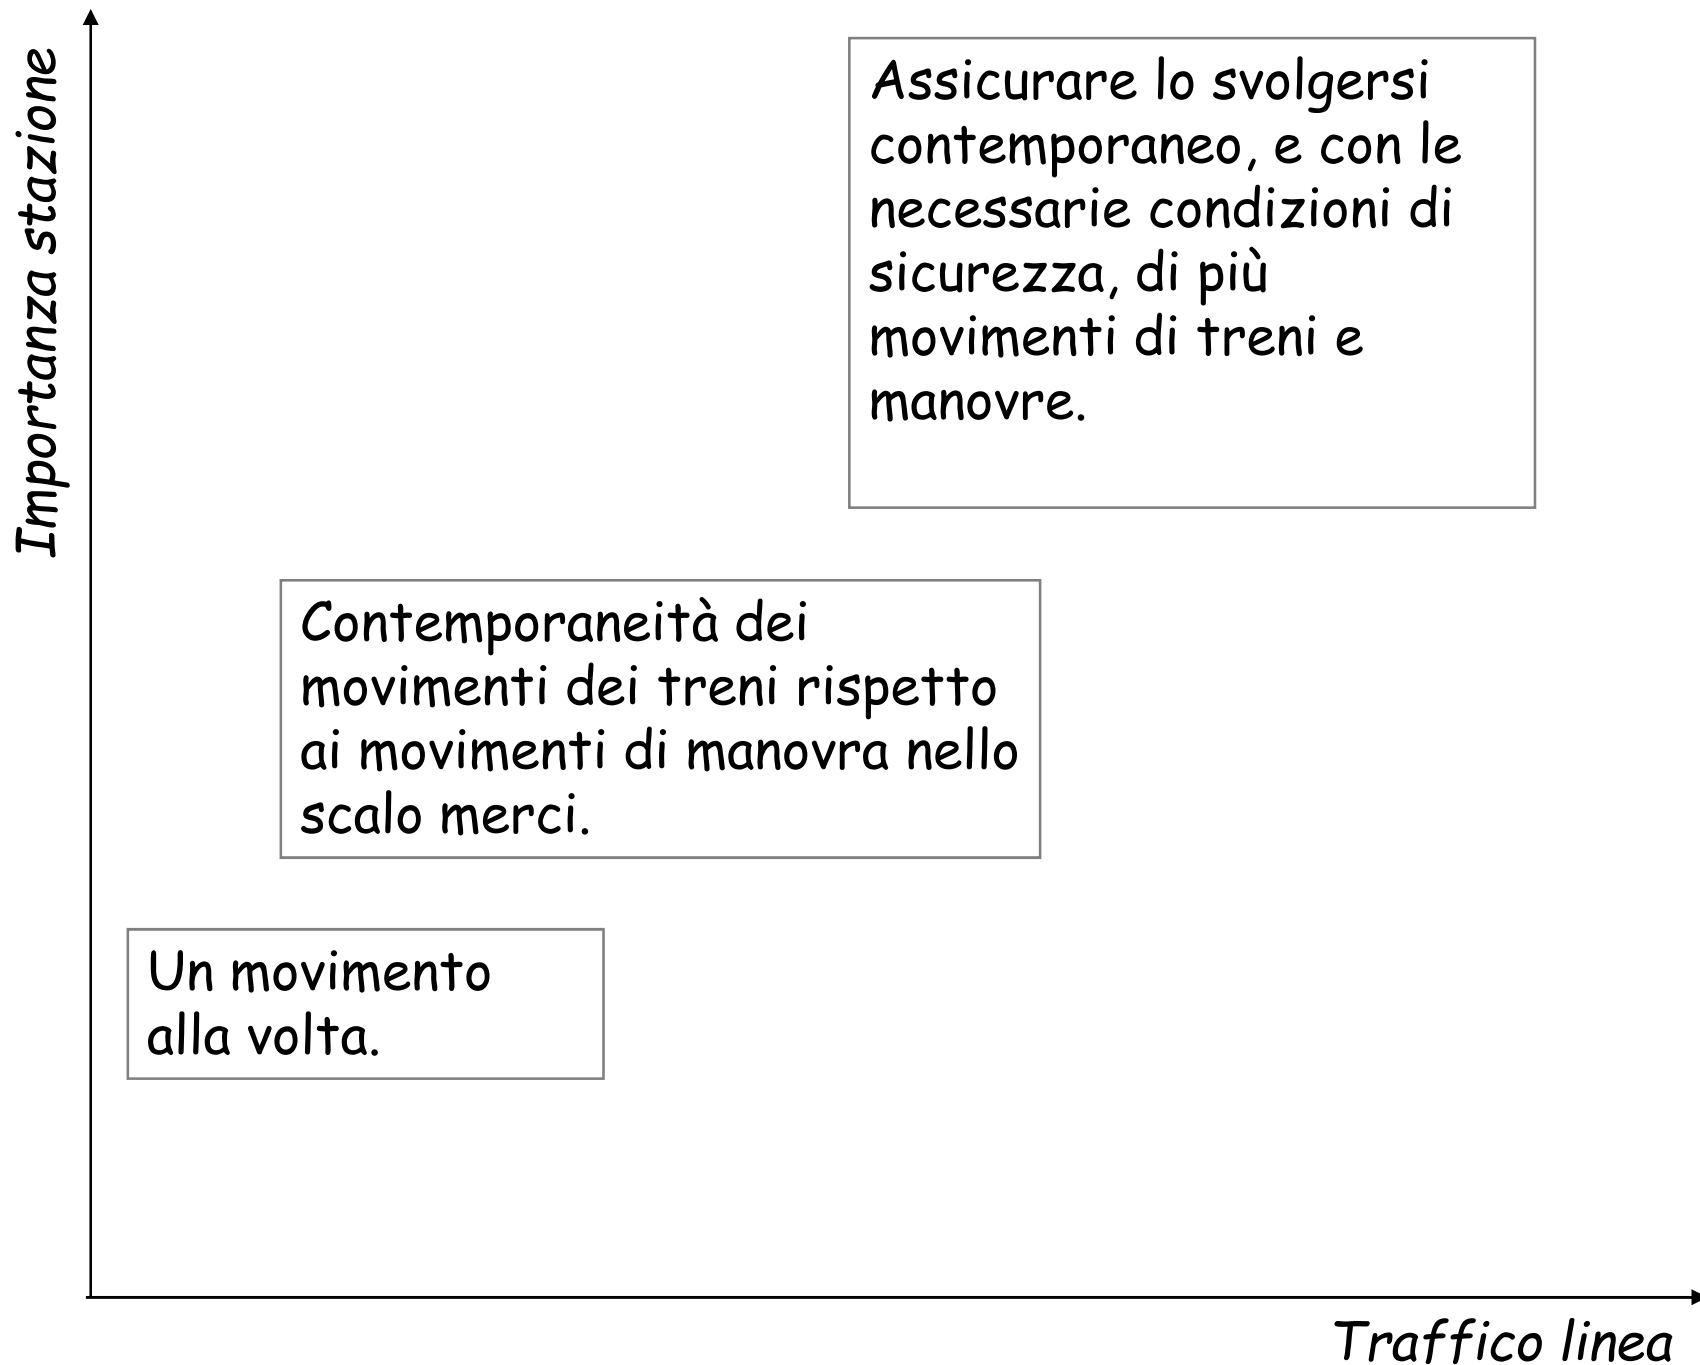 Importanza stazione
Assicurare lo svolgersi
contemporaneo, e con le
necessarie condizioni di
sicurezza, di più
movimenti di treni e
manovre.
Contemporaneità dei
movimenti dei treni rispetto
ai movimenti di manovra nello
scalo merci.
Un movimento
alla volta.
Traffico linea